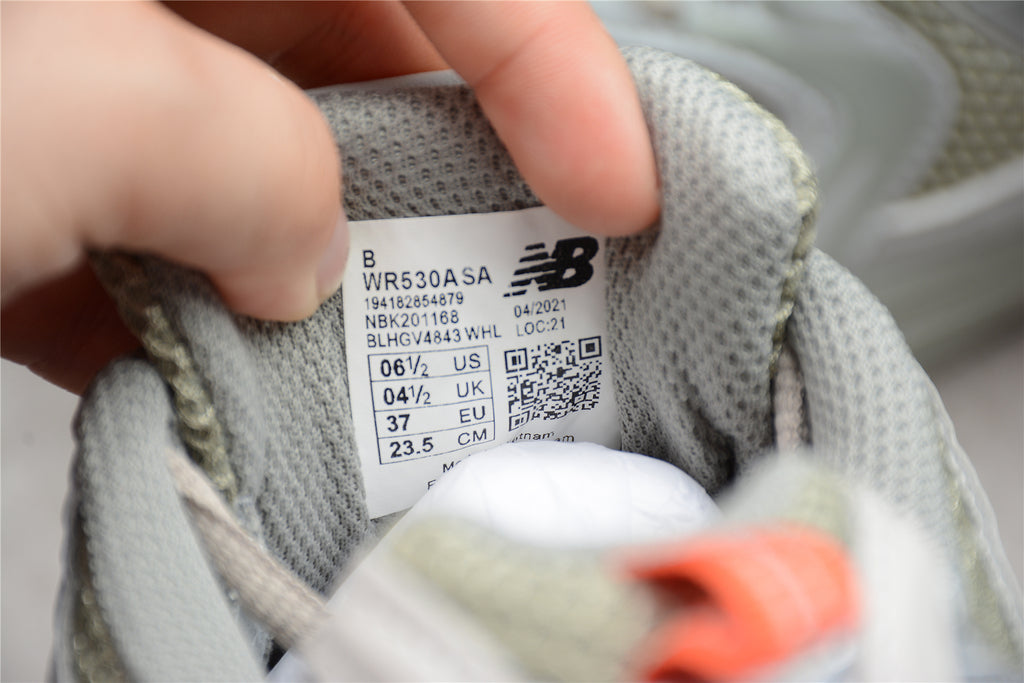 B
WR530ASA
194182854879
NBK201168
BLHGV4843 WHL
NB
04/2021
LOC:21
06½ US
04½ UK
37 EU
23.5 CM